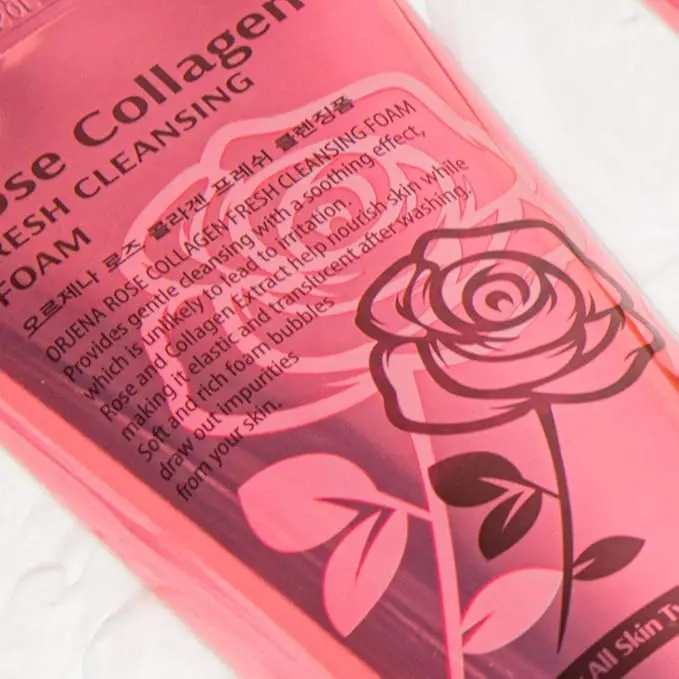 Rose Collagen
FRESH CLEANSING
FOAM
오르제나 로즈 콜라겐 프레쉬 클렌징폼
ORJENA ROSE COLLAGEN FRESH CLEANSING FOAM
Provides gentle cleansing with a soothing effect,
which is unlikely to lead to irritation.
Rose and Collagen Extract help nourish skin while
making it elastic and translucent after washing.
Soft and rich foam bubbles
draw out impurities
from your skin.
All Skin